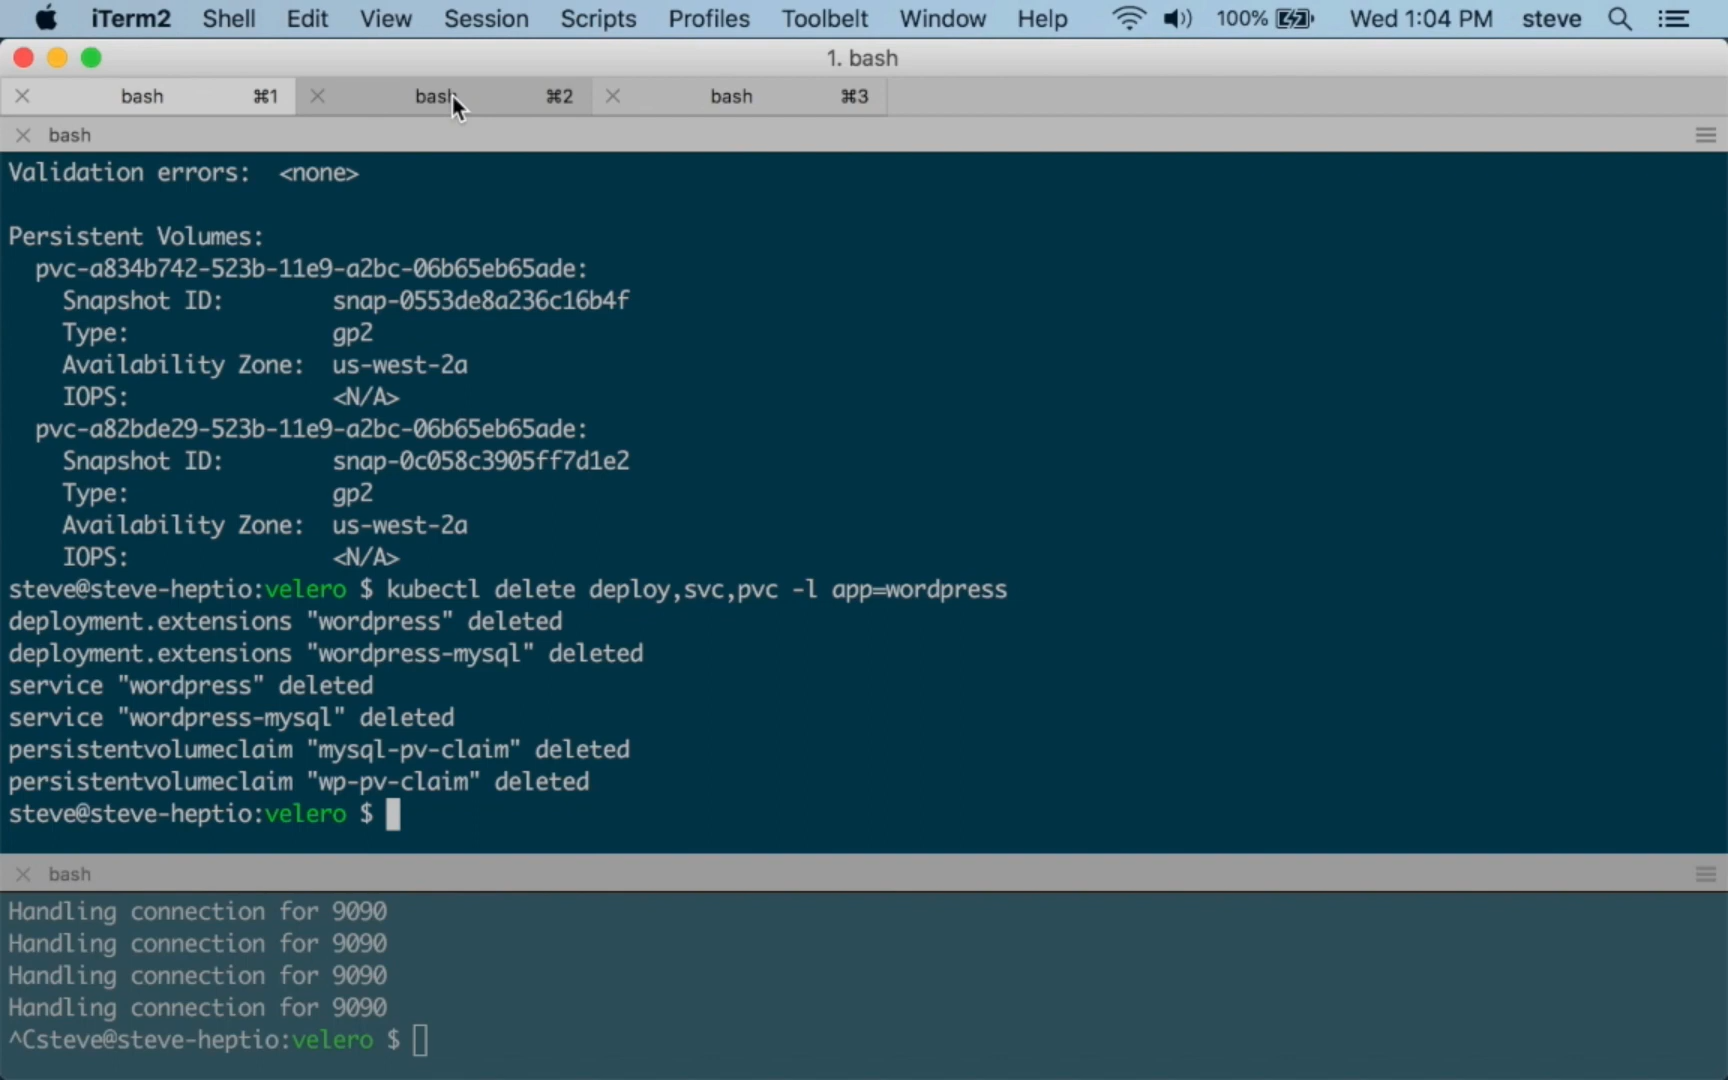 iTerm2 Shell Edit View Session Scripts Profiles Toolbelt Window Help 100% Wed 1:04 PM steve
1. bash
bash ⌘1 bash ⌘2 bash ⌘3
bash
Validation errors:  <none>
Persistent Volumes:
  pvc-a834b742-523b-11e9-a2bc-06b65eb65ade:
    Snapshot ID:        snap-0553de8a236c16b4f
    Type:               gp2
    Availability Zone:  us-west-2a
    IOPS:               <N/A>
  pvc-a82bde29-523b-11e9-a2bc-06b65eb65ade:
    Snapshot ID:        snap-0c058c3905ff7d1e2
    Type:               gp2
    Availability Zone:  us-west-2a
    IOPS:               <N/A>
steve@steve-heptio:velero $ kubectl delete deploy,svc,pvc -l app=wordpress
deployment.extensions "wordpress" deleted
deployment.extensions "wordpress-mysql" deleted
service "wordpress" deleted
service "wordpress-mysql" deleted
persistentvolumeclaim "mysql-pv-claim" deleted
persistentvolumeclaim "wp-pv-claim" deleted
steve@steve-heptio:velero $
bash
Handling connection for 9090
Handling connection for 9090
Handling connection for 9090
Handling connection for 9090
^Csteve@steve-heptio:velero $